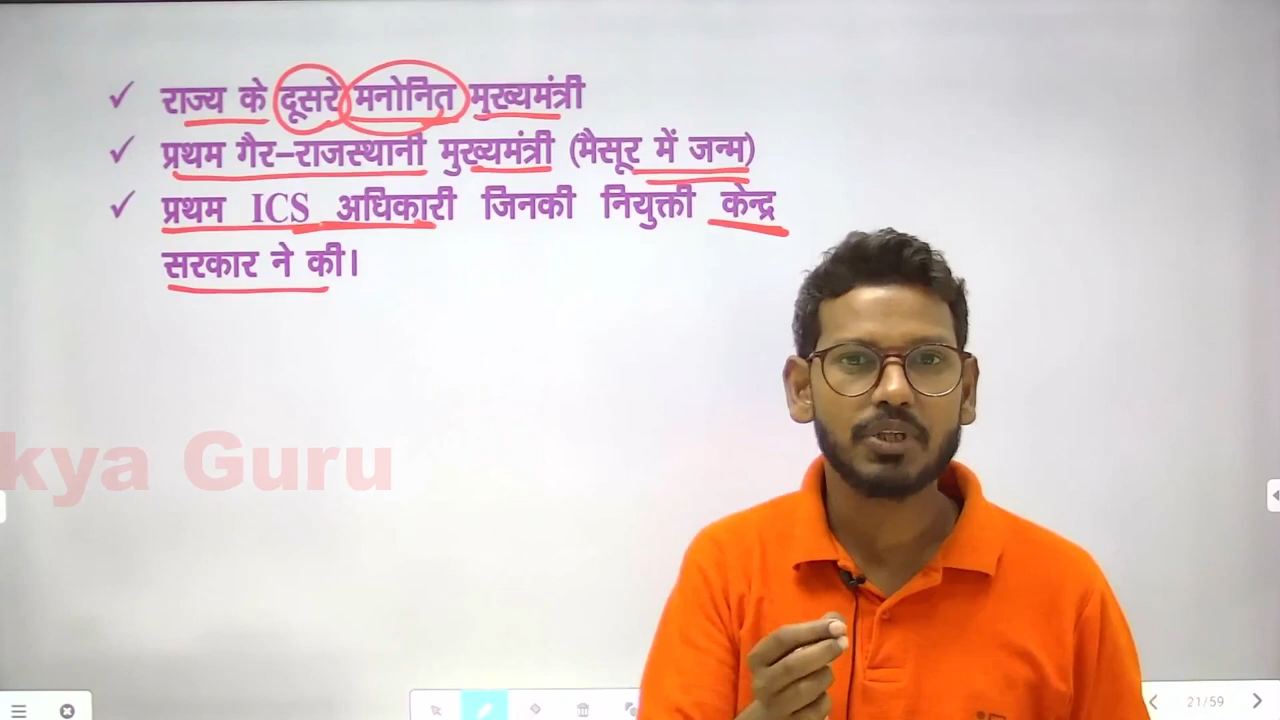 ✓ राज्य के दूसरे मनोनित मुख्यमंत्री
✓ प्रथम गैर-राजस्थानी मुख्यमंत्री (मैसूर में जन्म)
✓ प्रथम ICS अधिकारी जिनकी नियुक्ती केन्द्र
सरकार ने की।
kya Guru
21/59